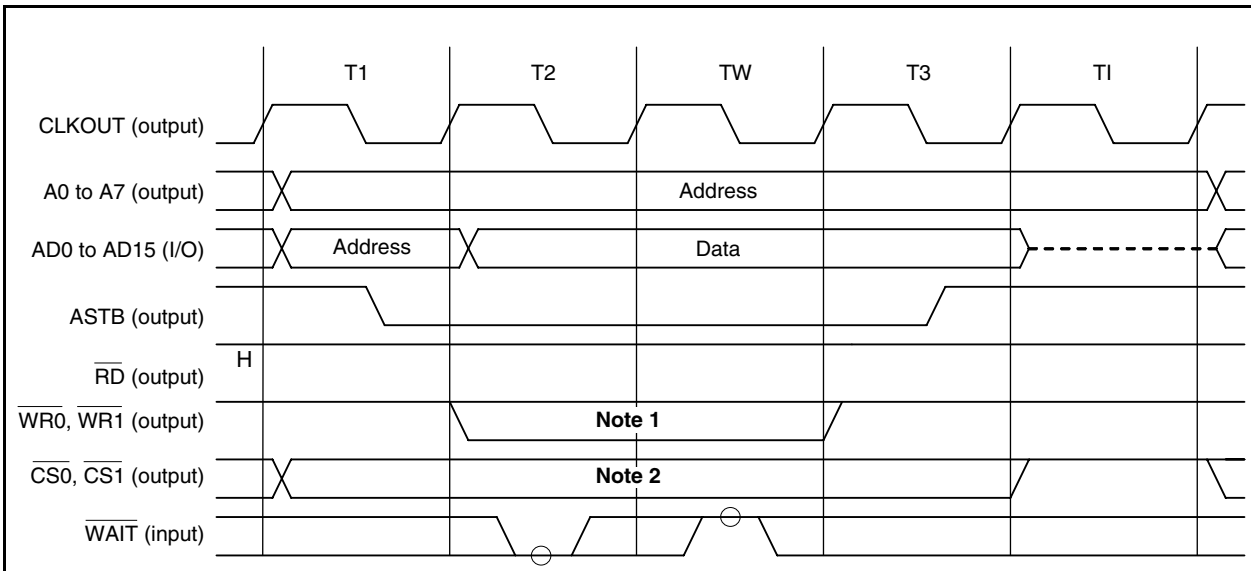 T1 T2 TW T3 TI
CLKOUT (output)
A0 to A7 (output) Address
AD0 to AD15 (I/O) Address Data
ASTB (output)
H
RD (output)
WR0, WR1 (output) Note 1
CS0, CS1 (output) Note 2
WAIT (input)